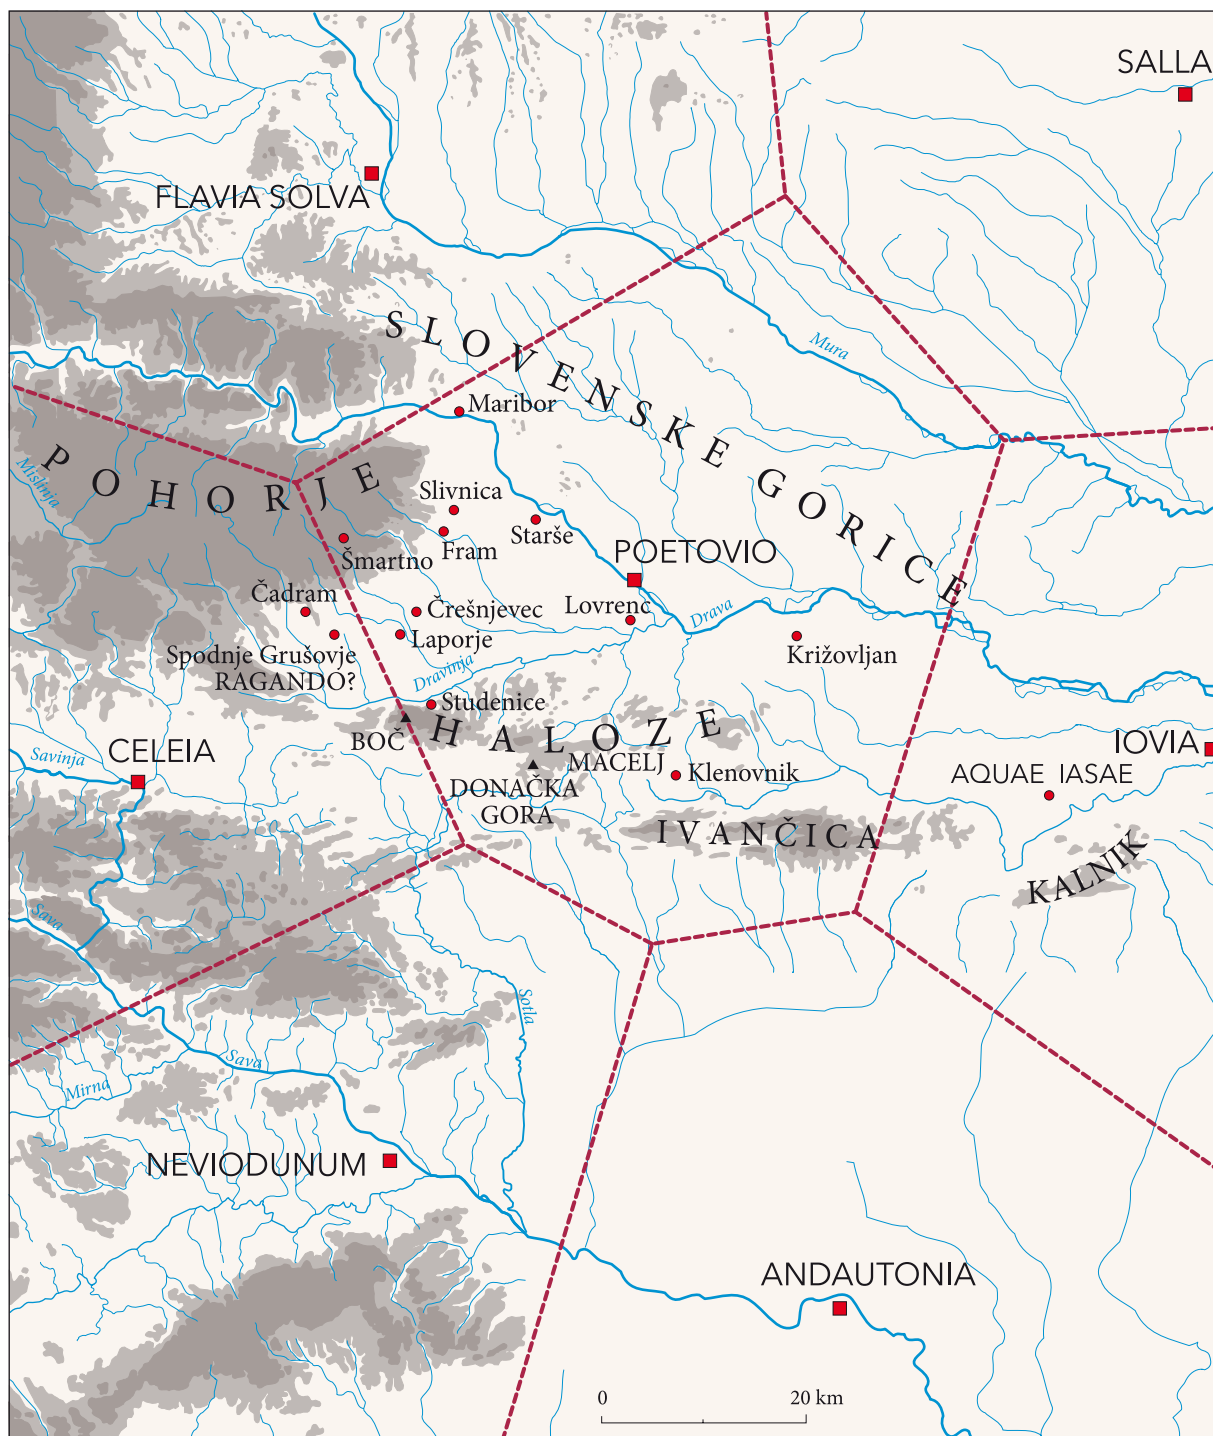 SALLA
FLAVIA SOLVA
SLOVENSKE GORICE
Mura
Maribor
POHORJE
Mislinja
Slivnica
Starše
Fram
Šmartno
POETOVIO
Čadram
Črešnjevec
Lovrenc
Drava
Laporje
Križovljan
Spodnje Grušovje
RAGANDO?
Dravinja
Studenice
HALOZE
BOČ
IOVIA
CELEIA
Savinja
MACELJ
Klenovnik
AQUAE IASAE
DONAČKA
GORA
IVANČICA
KALNIK
Sava
Sotla
Sava
Mirna
NEVIODUNUM
ANDAUTONIA
0 20 km